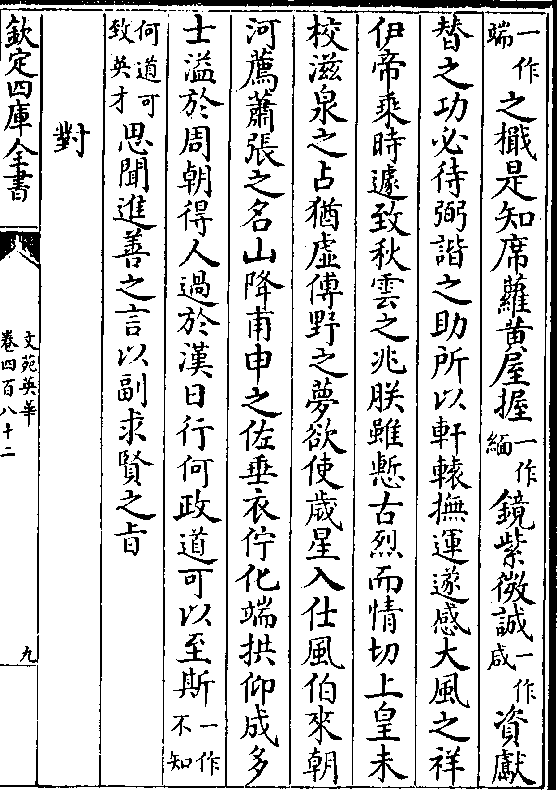 一作端之檝是知席蘿黄屋握一作緬鏡紫微誠一作咸資獻
替之功必待弼諧之助所以軒轅撫運遂感大風之祥
伊帝乘時遽致秋雲之兆朕雖慙古烈而情切上皇未
校滋泉之占猶虚傅野之夢欲使歳星入仕風伯來朝
河薦蕭張之名山降甫申之佐垂衣佇化端拱仰成多
士溢於周朝得人過於漢日行何政道可以至斯一作不知
何道可致英才思聞進善之言以副求賢之旨
對
欽定四庫全書
文苑英華
卷四百八十二
九